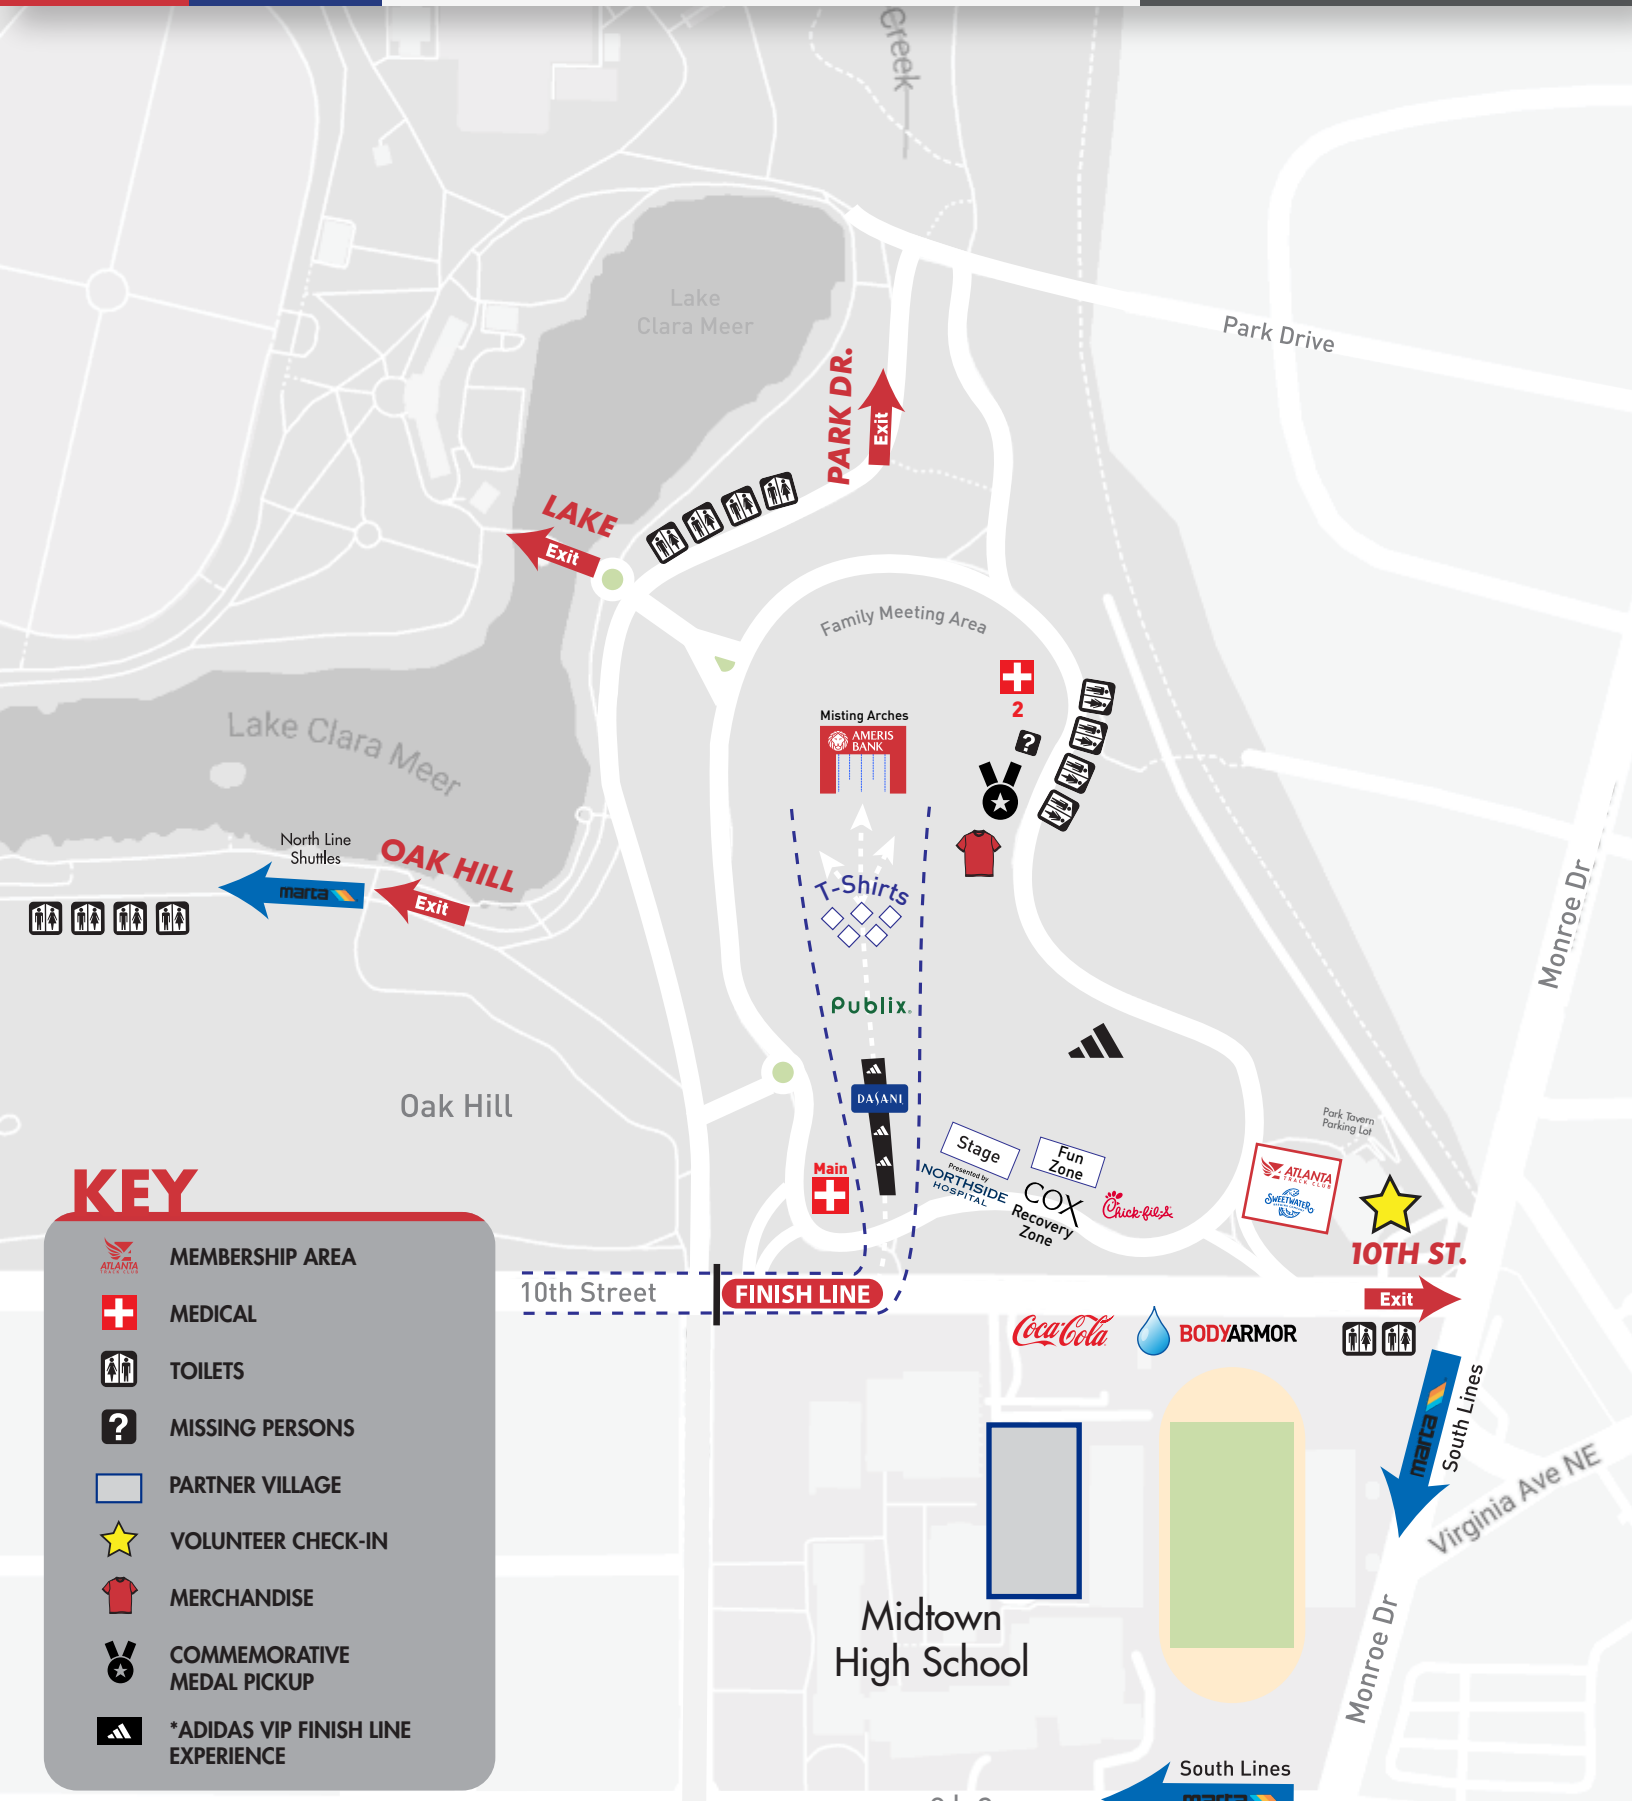 Creek
Lake
Clara Meer
Park Drive
PARK DR.
Exit
LAKE
Exit
Family Meeting Area
2
Misting Arches
AMERIS
BANK
?
Lake Clara Meer
North Line
Shuttles
OAK HILL
marta
Exit
T-Shirts
Monroe Dr
Publix.
DASANI
Oak Hill
Park Tavern
Parking Lot
Stage
Fun
Zone
Presented by
NORTHSIDE
HOSPITAL
Main
COX
Recovery
Zone
Chick-fil-A
ATLANTA
TRACK CLUB
SWEETWATER
10TH ST.
Exit
10th Street
FINISH LINE
Coca-Cola
BODYARMOR
marta
South Lines
Virginia Ave NE
Midtown
High School
Monroe Dr
South Lines
marta
KEY
ATLANTA
TRACK CLUB
MEMBERSHIP AREA
MEDICAL
TOILETS
?
MISSING PERSONS
PARTNER VILLAGE
VOLUNTEER CHECK-IN
MERCHANDISE
COMMEMORATIVE
MEDAL PICKUP
*ADIDAS VIP FINISH LINE
EXPERIENCE